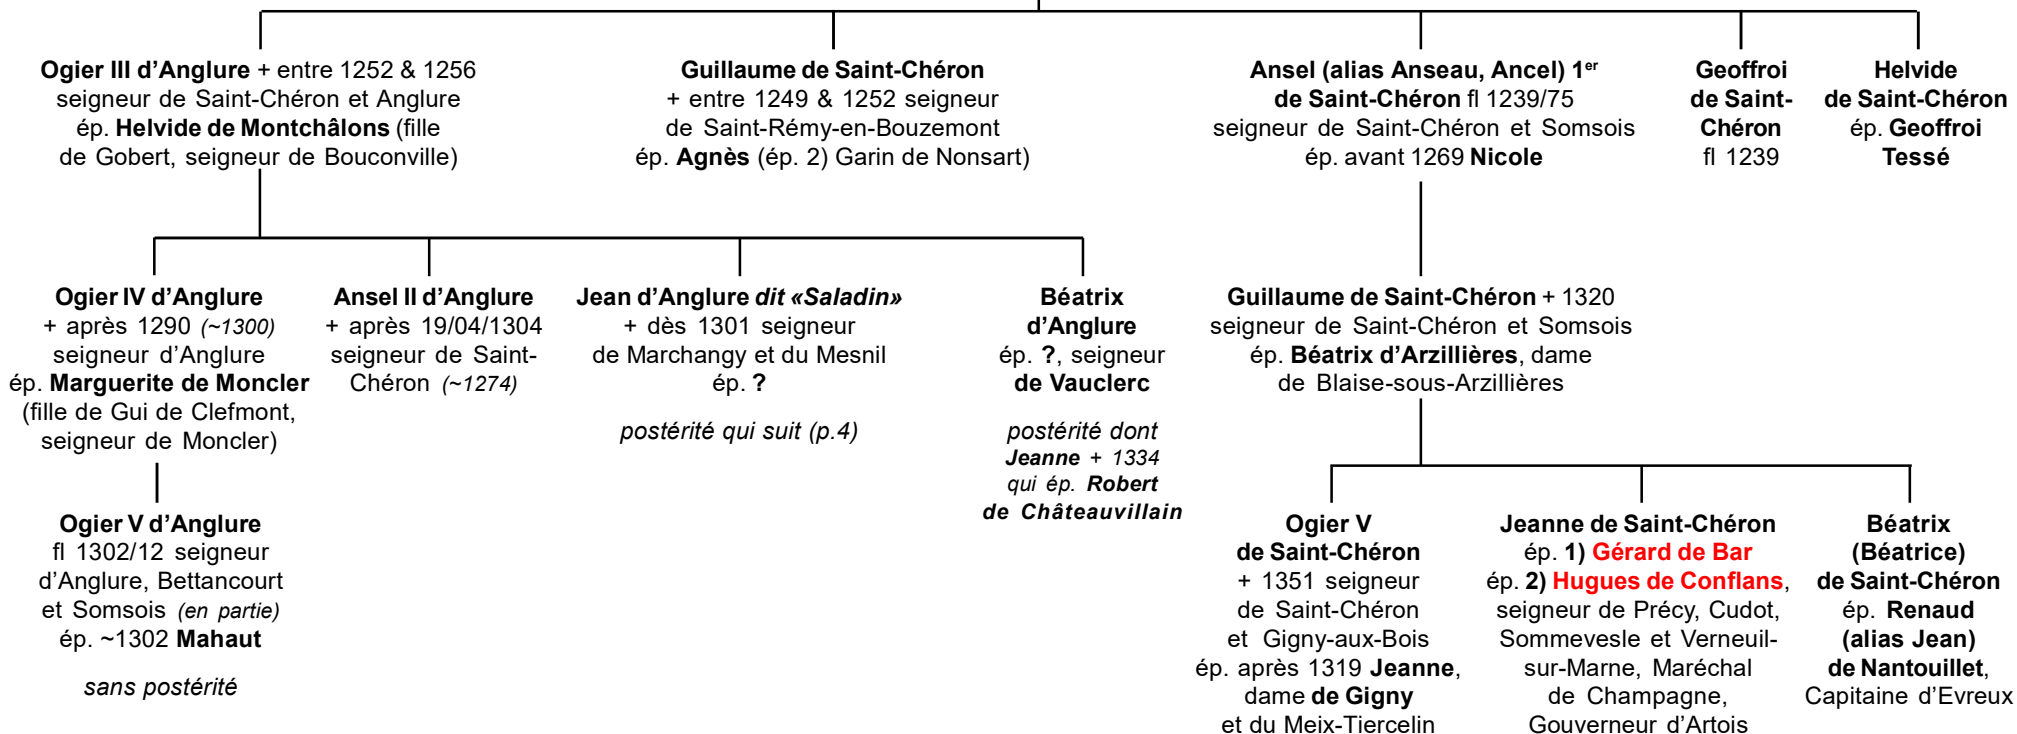 Ogier III d’Anglure + entre 1252 & 1256
seigneur de Saint-Chéron et Anglure
ép. Helvide de Montchâlons (fille
de Gobert, seigneur de Bouconville)
Guillaume de Saint-Chéron
+ entre 1249 & 1252 seigneur
de Saint-Rémy-en-Bouzemont
ép. Agnès (ép. 2) Garin de Nonsart)
Ansel (alias Anseau, Ancel) 1er
de Saint-Chéron fl 1239/75
seigneur de Saint-Chéron et Somsois
ép. avant 1269 Nicole
Geoffroi
de Saint-
Chéron
fl 1239
Helvide
de Saint-Chéron
ép. Geoffroi
Tessé
Ogier IV d’Anglure
+ après 1290 (~1300)
seigneur d’Anglure
ép. Marguerite de Moncler
(fille de Gui de Clefmont,
seigneur de Moncler)
Ansel II d’Anglure
+ après 19/04/1304
seigneur de Saint-
Chéron (~1274)
Jean d’Anglure dit «Saladin»
+ dès 1301 seigneur
de Marchangy et du Mesnil
ép. ?
postérité qui suit (p.4)
Béatrix
d’Anglure
ép. ?, seigneur
de Vauclerc
postérité dont
Jeanne + 1334
qui ép. Robert
de Châteauvillain
Guillaume de Saint-Chéron + 1320
seigneur de Saint-Chéron et Somsois
ép. Béatrix d’Arzillières, dame
de Blaise-sous-Arzillières
Ogier V d’Anglure
fl 1302/12 seigneur
d’Anglure, Bettancourt
et Somsois (en partie)
ép. ~1302 Mahaut
sans postérité
Ogier V
de Saint-Chéron
+ 1351 seigneur
de Saint-Chéron
et Gigny-aux-Bois
ép. après 1319 Jeanne,
dame de Gigny
et du Meix-Tiercelin
Jeanne de Saint-Chéron
ép. 1) Gérard de Bar
ép. 2) Hugues de Conflans,
seigneur de Précy, Cudot,
Sommevesle et Verneuil-
sur-Marne, Maréchal
de Champagne,
Gouverneur d’Artois
Béatrix
(Béatrice)
de Saint-Chéron
ép. Renaud
(alias Jean)
de Nantouillet,
Capitaine d’Evreux